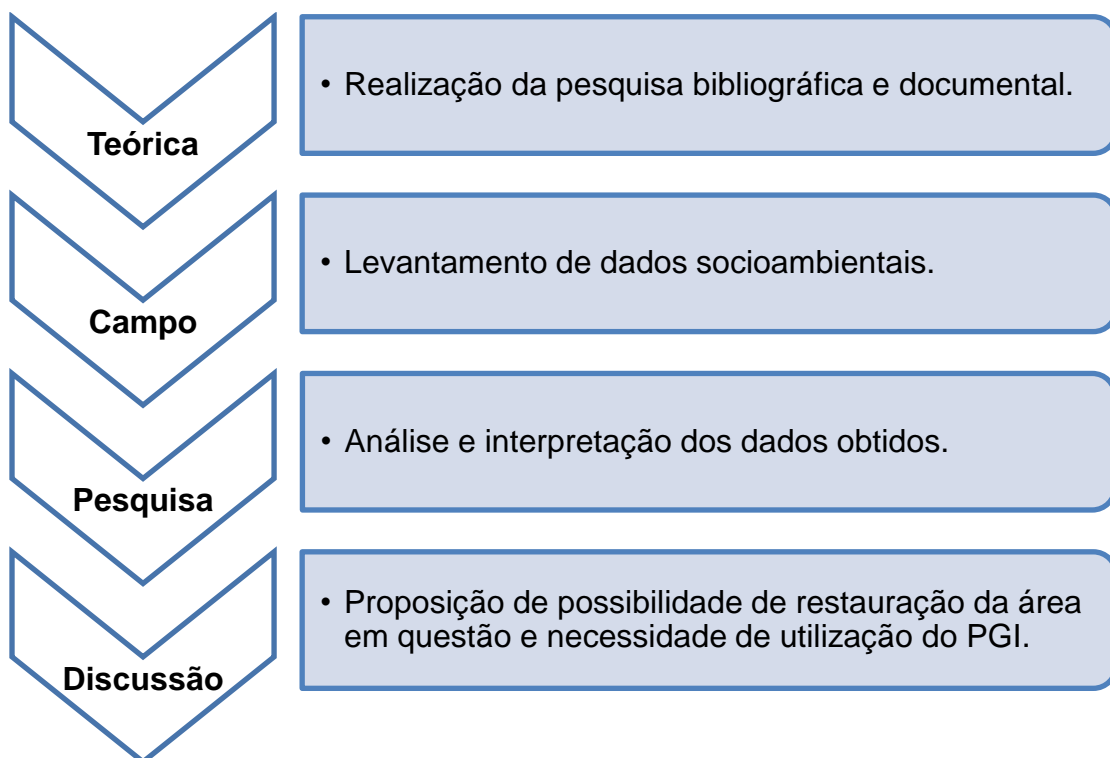 Teórica
• Realização da pesquisa bibliográfica e documental.
Campo
• Levantamento de dados socioambientais.
Pesquisa
• Análise e interpretação dos dados obtidos.
Discussão
• Proposição de possibilidade de restauração da área
em questão e necessidade de utilização do PGI.